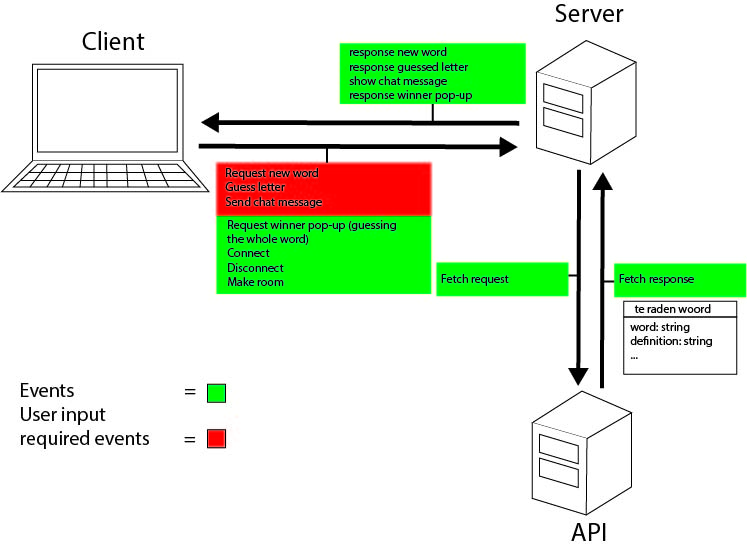 Server
Client
response new word
response guessed letter
show chat message
response winner pop-up
Request new word
Guess letter
Send chat message
Request winner pop-up (guessing
the whole word)
Connect
Disconnect
Make room
Fetch request
Fetch response
te raden woord
word: string
definition: string
...
Events =
User input
required events =
API